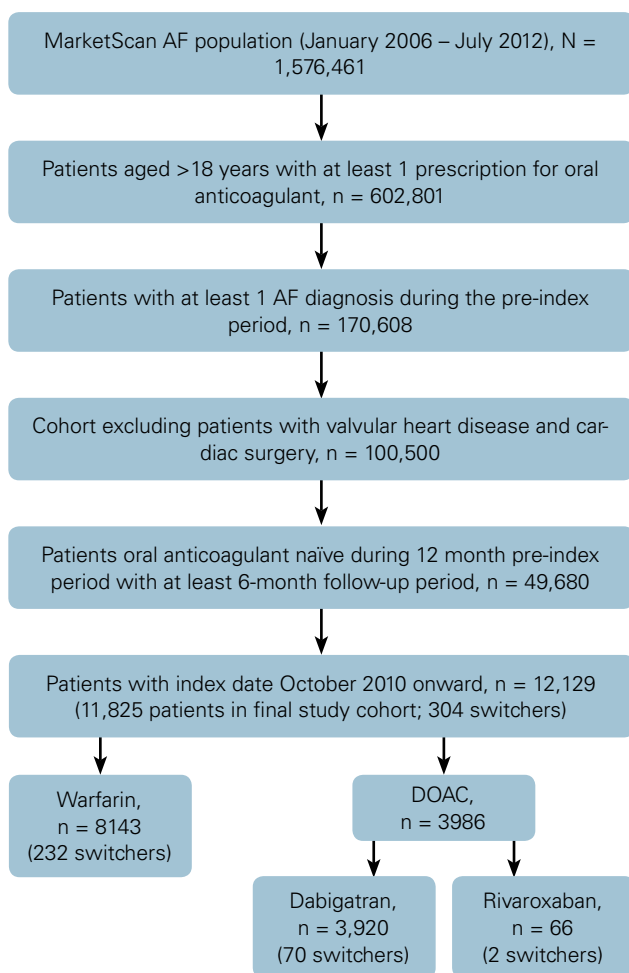 MarketScan AF population (January 2006 – July 2012), N =
1,576,461
Patients aged >18 years with at least 1 prescription for oral
anticoagulant, n = 602,801
Patients with at least 1 AF diagnosis during the pre-index
period, n = 170,608
Cohort excluding patients with valvular heart disease and car-
diac surgery, n = 100,500
Patients oral anticoagulant naïve during 12 month pre-index
period with at least 6-month follow-up period, n = 49,680
Patients with index date October 2010 onward, n = 12,129
(11,825 patients in final study cohort; 304 switchers)
Warfarin,
n = 8143
(232 switchers)
DOAC,
n = 3986
Dabigatran,
n = 3,920
(70 switchers)
Rivaroxaban,
n = 66
(2 switchers)